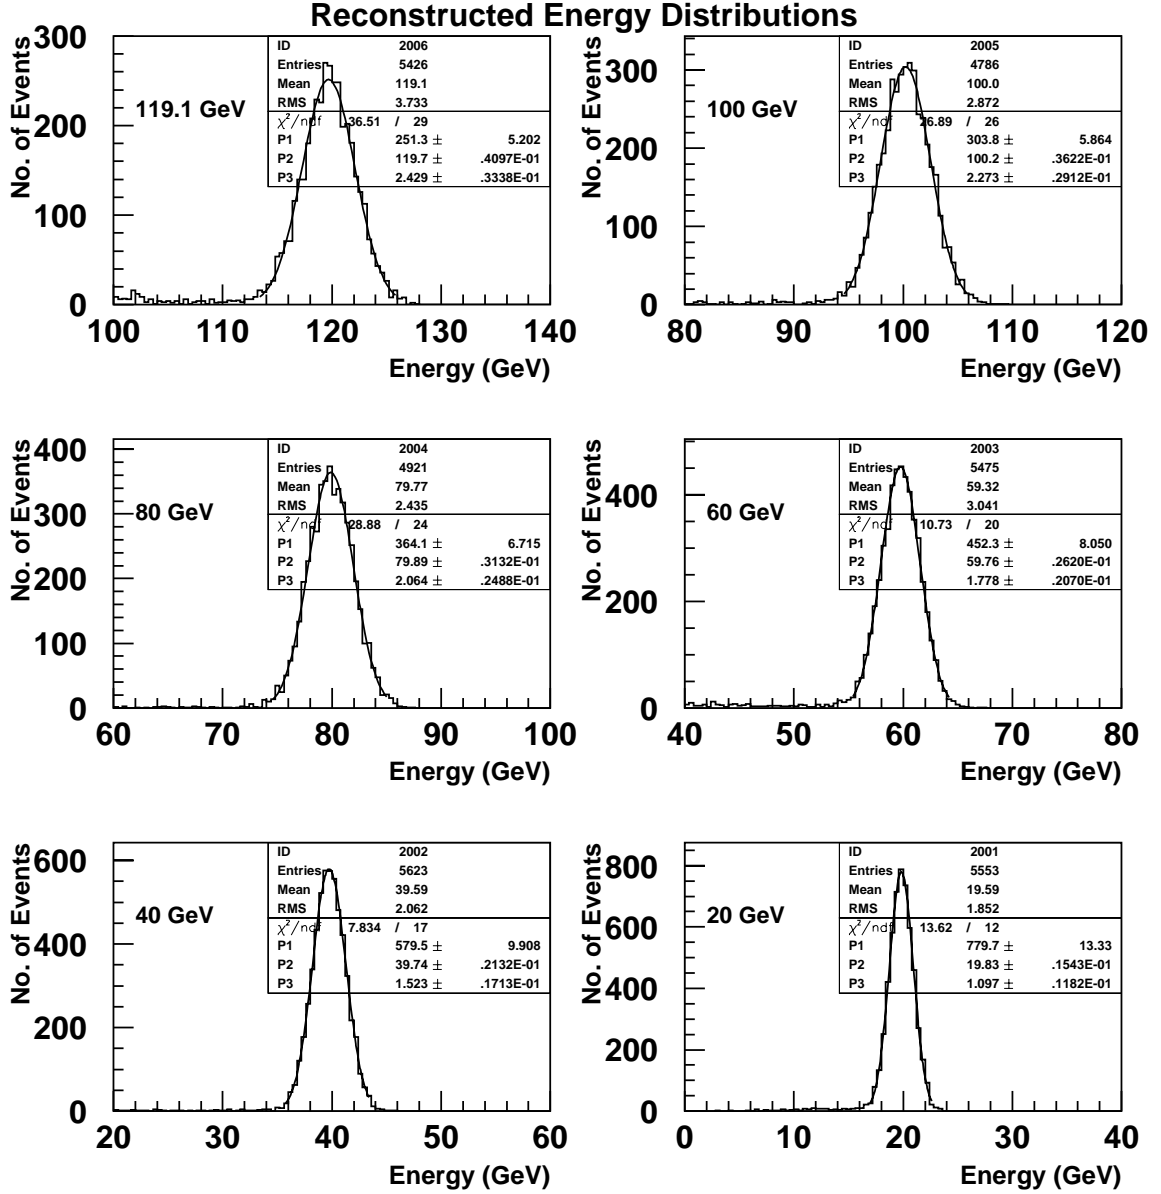 Reconstructed Energy Distributions
No. of Events
300
200
100
0
119.1 GeV
ID 2006
Entries 5426
Mean 119.1
RMS 3.733
χ²/ndf 36.51 / 29
P1 251.3 ± 5.202
P2 119.7 ± .4097E-01
P3 2.429 ± .3338E-01
100 110 120 130 140
Energy (GeV)
No. of Events
300
200
100
0
100 GeV
ID 2005
Entries 4786
Mean 100.0
RMS 2.872
χ²/ndf 26.89 / 26
P1 303.8 ± 5.864
P2 100.2 ± .3622E-01
P3 2.273 ± .2912E-01
80 90 100 110 120
Energy (GeV)
No. of Events
400
300
200
100
0
80 GeV
ID 2004
Entries 4921
Mean 79.77
RMS 2.435
χ²/ndf 28.88 / 24
P1 364.1 ± 6.715
P2 79.89 ± .3132E-01
P3 2.064 ± .2488E-01
60 70 80 90 100
Energy (GeV)
No. of Events
400
200
0
60 GeV
ID 2003
Entries 5475
Mean 59.32
RMS 3.041
χ²/ndf 10.73 / 20
P1 452.3 ± 8.050
P2 59.76 ± .2620E-01
P3 1.778 ± .2070E-01
40 50 60 70 80
Energy (GeV)
No. of Events
600
400
200
0
40 GeV
ID 2002
Entries 5623
Mean 39.59
RMS 2.062
χ²/ndf 7.834 / 17
P1 579.5 ± 9.908
P2 39.74 ± .2132E-01
P3 1.523 ± .1713E-01
20 30 40 50 60
Energy (GeV)
No. of Events
800
600
400
200
0
20 GeV
ID 2001
Entries 5553
Mean 19.59
RMS 1.852
χ²/ndf 13.62 / 12
P1 779.7 ± 13.33
P2 19.83 ± .1543E-01
P3 1.097 ± .1182E-01
0 10 20 30 40
Energy (GeV)